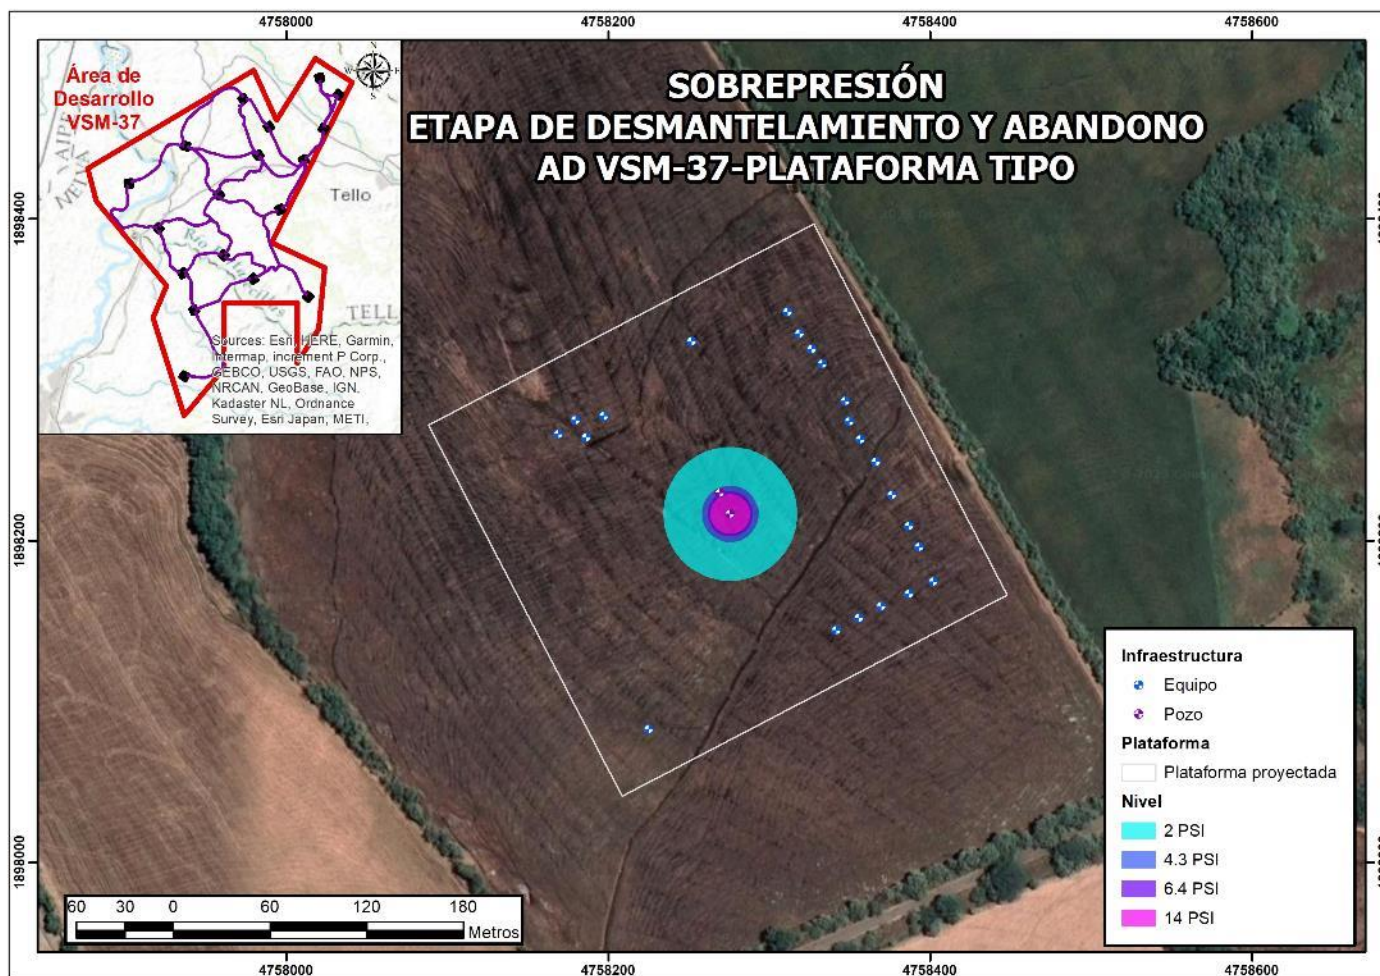 4758000 4758200 4758400 4758600
SOBREPRESIÓN
ETAPA DE DESMANTELAMIENTO Y ABANDONO
AD VSM-37-PLATAFORMA TIPO
Área de
Desarrollo
VSM-37
N
W E
S
NEIVA
Tello
TELL
Sources: Esri, HERE, Garmin,
Intermap, increment P Corp.,
GEBCO, USGS, FAO, NPS,
NRCAN, GeoBase, IGN,
Kadaster NL, Ordnance
Survey, Esri Japan, METI,
1898400
1898200
1898000
Infraestructura
Equipo
Pozo
Plataforma
Plataforma proyectada
Nivel
2 PSI
4.3 PSI
6.4 PSI
14 PSI
60 30 0 60 120 180
Metros
4758000 4758200 4758400 4758600